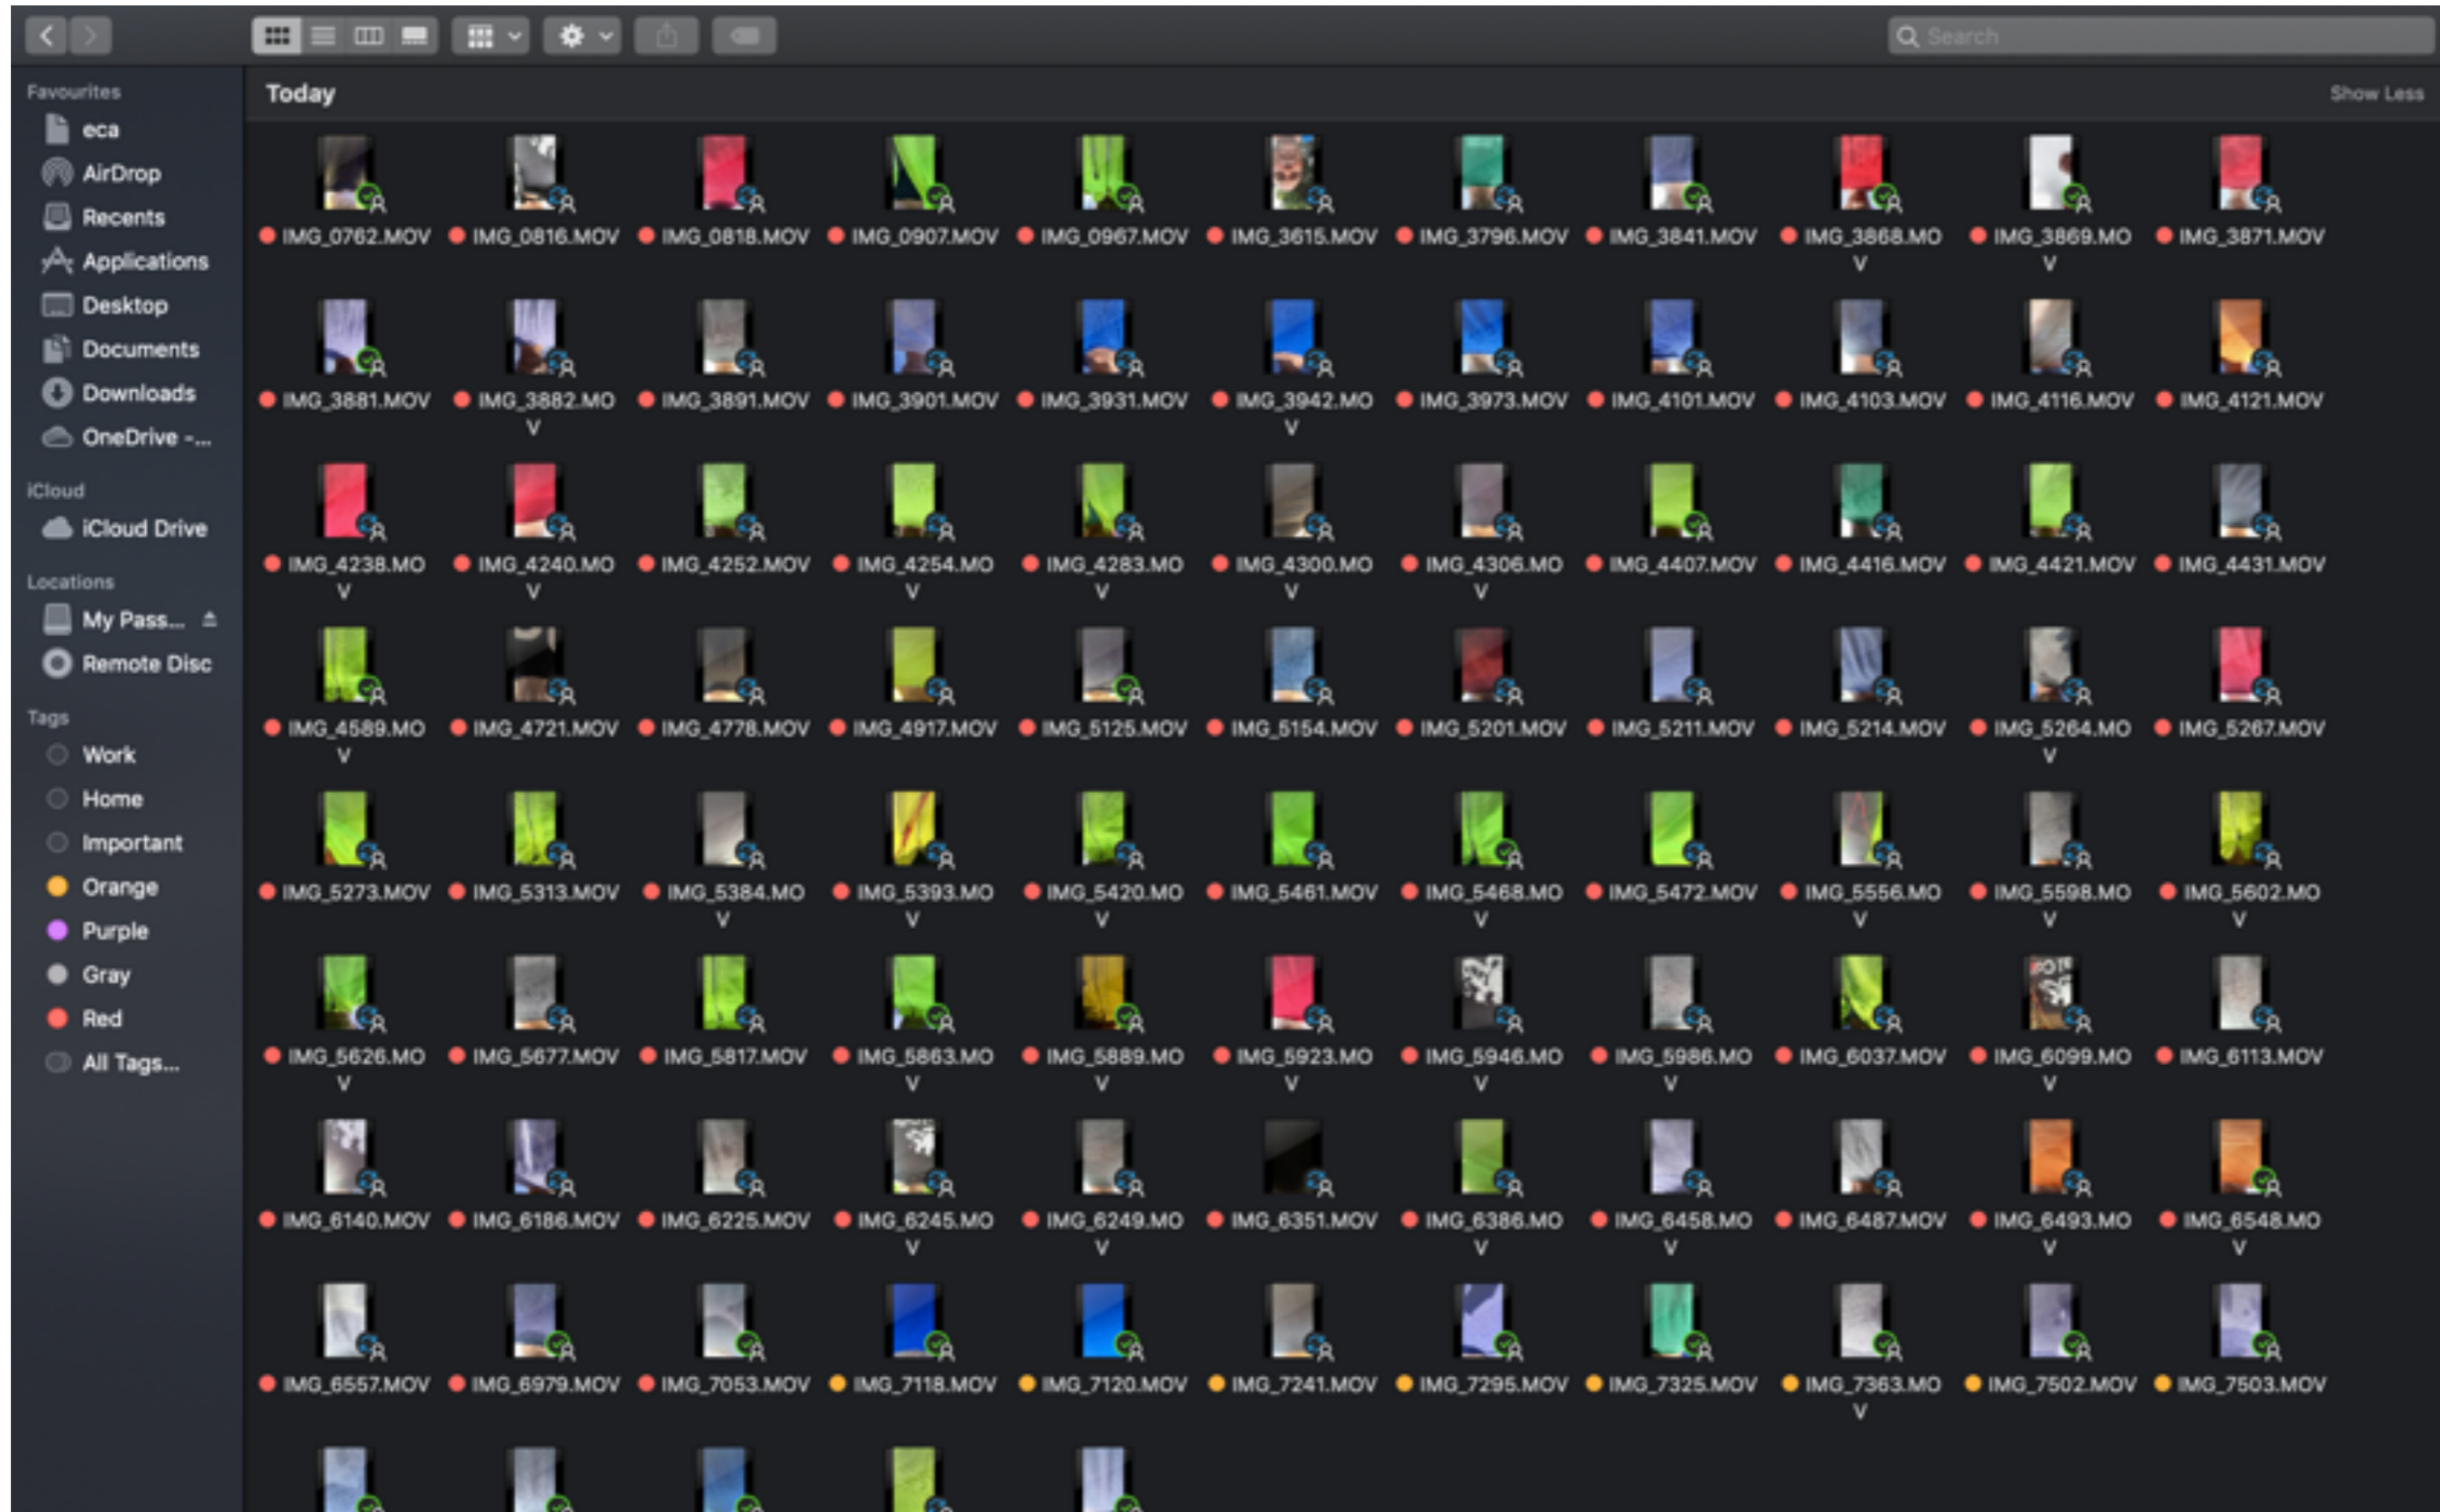 Search
Favourites
eca
AirDrop
Recents
Applications
Desktop
Documents
Downloads
OneDrive -...
iCloud
iCloud Drive
Locations
My Pass...
Remote Disc
Tags
Work
Home
Important
Orange
Purple
Gray
Red
All Tags...
Today Show Less
IMG_0762.MOV IMG_0816.MOV IMG_0818.MOV IMG_0907.MOV IMG_0967.MOV IMG_3615.MOV IMG_3796.MOV IMG_3841.MOV IMG_3868.MO IMG_3869.MO IMG_3871.MOV
V V
IMG_3881.MOV IMG_3882.MO IMG_3891.MOV IMG_3901.MOV IMG_3931.MOV IMG_3942.MO IMG_3973.MOV IMG_4101.MOV IMG_4103.MOV IMG_4116.MOV IMG_4121.MOV
V V
IMG_4238.MO IMG_4240.MO IMG_4252.MOV IMG_4254.MO IMG_4283.MO IMG_4300.MO IMG_4306.MO IMG_4407.MOV IMG_4416.MOV IMG_4421.MOV IMG_4431.MOV
V V V V V V
IMG_4589.MO IMG_4721.MOV IMG_4778.MOV IMG_4917.MOV IMG_5125.MOV IMG_5154.MOV IMG_5201.MOV IMG_5211.MOV IMG_5214.MOV IMG_5264.MO IMG_5267.MOV
V V
IMG_5273.MOV IMG_5313.MOV IMG_5384.MO IMG_5393.MO IMG_5420.MO IMG_5461.MOV IMG_5468.MO IMG_5472.MOV IMG_5556.MO IMG_5598.MO IMG_5602.MO
V V V V V V V
IMG_5626.MO IMG_5677.MOV IMG_5817.MOV IMG_5863.MO IMG_5889.MO IMG_5923.MO IMG_5946.MO IMG_5986.MO IMG_6037.MOV IMG_6099.MO IMG_6113.MOV
V V V V V V V
IMG_6140.MOV IMG_6186.MOV IMG_6225.MOV IMG_6245.MO IMG_6249.MO IMG_6351.MOV IMG_6386.MO IMG_6458.MO IMG_6487.MOV IMG_6493.MO IMG_6548.MO
V V V V V V
IMG_6557.MOV IMG_6979.MOV IMG_7053.MOV IMG_7118.MOV IMG_7120.MOV IMG_7241.MOV IMG_7295.MOV IMG_7325.MOV IMG_7363.MO IMG_7502.MOV IMG_7503.MOV
V